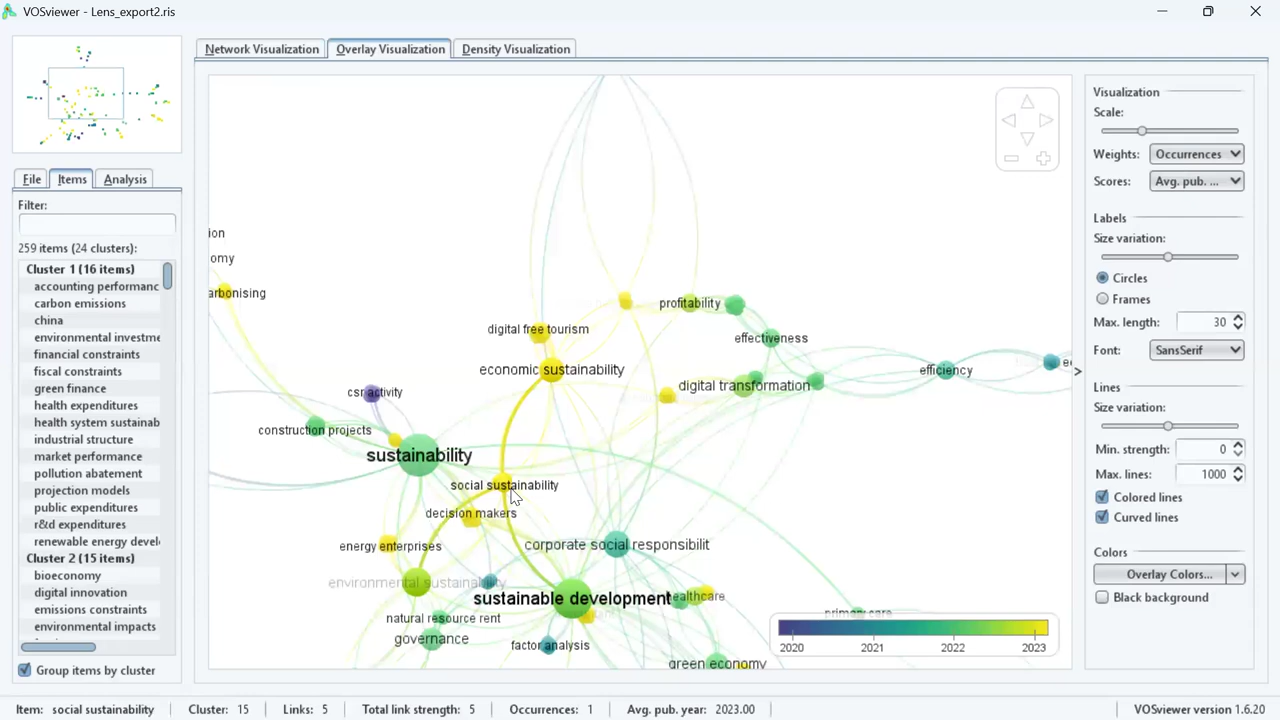 VOSviewer - Lens_export2.ris
Network Visualization
Overlay Visualization
Density Visualization
File
Items
Analysis
Filter:
259 items (24 clusters):
Cluster 1 (16 items)
accounting performanc
carbon emissions
china
environmental investme
financial constraints
fiscal constraints
green finance
health expenditures
health system sustainab
industrial structure
market performance
pollution abatement
projection models
public expenditures
r&d expenditures
renewable energy devel
Cluster 2 (15 items)
bioeconomy
digital innovation
emissions constraints
environmental impacts
Group items by cluster
ion
omy
arbonising
profitability
digital free tourism
effectiveness
economic sustainability
efficiency
digital transformation
csr activity
construction projects
sustainability
social sustainability
decision makers
energy enterprises
corporate social responsibilit
environmental sustainability
sustainable development
healthcare
natural resource rent
primary care
governance
factor analysis
green economy
2020
2021
2022
2023
Visualization
Scale:
Weights:
Occurrences
Scores:
Avg. pub. ...
Labels
Size variation:
Circles
Frames
Max. length:
30
Font:
SansSerif
Lines
Size variation:
Min. strength:
0
Max. lines:
1000
Colored lines
Curved lines
Colors
Overlay Colors...
Black background
Item: social sustainability
Cluster: 15
Links: 5
Total link strength: 5
Occurrences: 1
Avg. pub. year: 2023.00
VOSviewer version 1.6.20